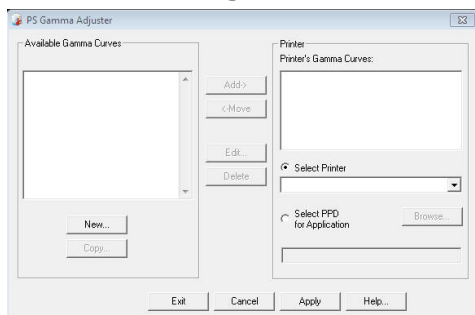 PS Gamma Adjuster
Available Gamma Curves
Printer
Printer's Gamma Curves:
Add->
<-Move
Edit...
Delete
Select Printer
Select PPD
for Application
Browse...
New...
Copy...
Exit
Cancel
Apply
Help...